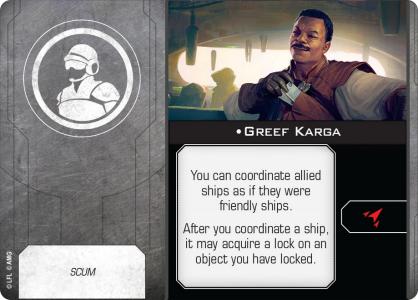 •Greef Karga
You can coordinate allied
ships as if they were
friendly ships.
After you coordinate a ship,
it may acquire a lock on an
object you have locked.
SCUM
© LFL © AMG